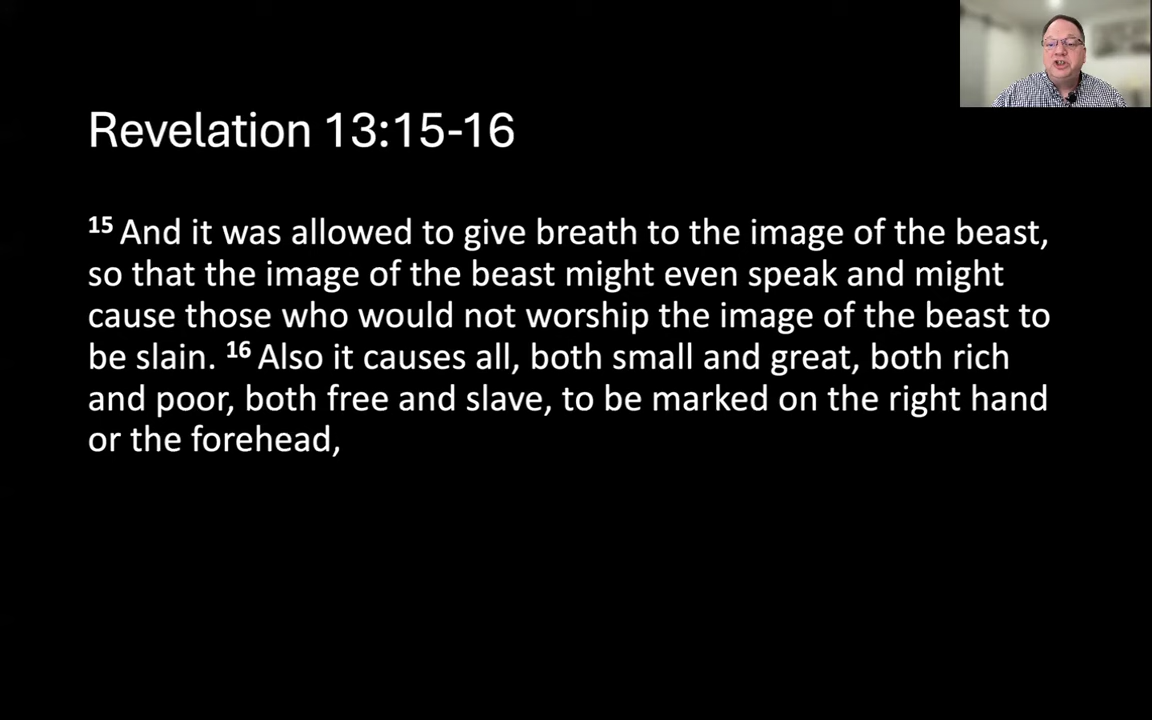 Revelation 13:15-16
15 And it was allowed to give breath to the image of the beast,
so that the image of the beast might even speak and might
cause those who would not worship the image of the beast to
be slain. 16 Also it causes all, both small and great, both rich
and poor, both free and slave, to be marked on the right hand
or the forehead,